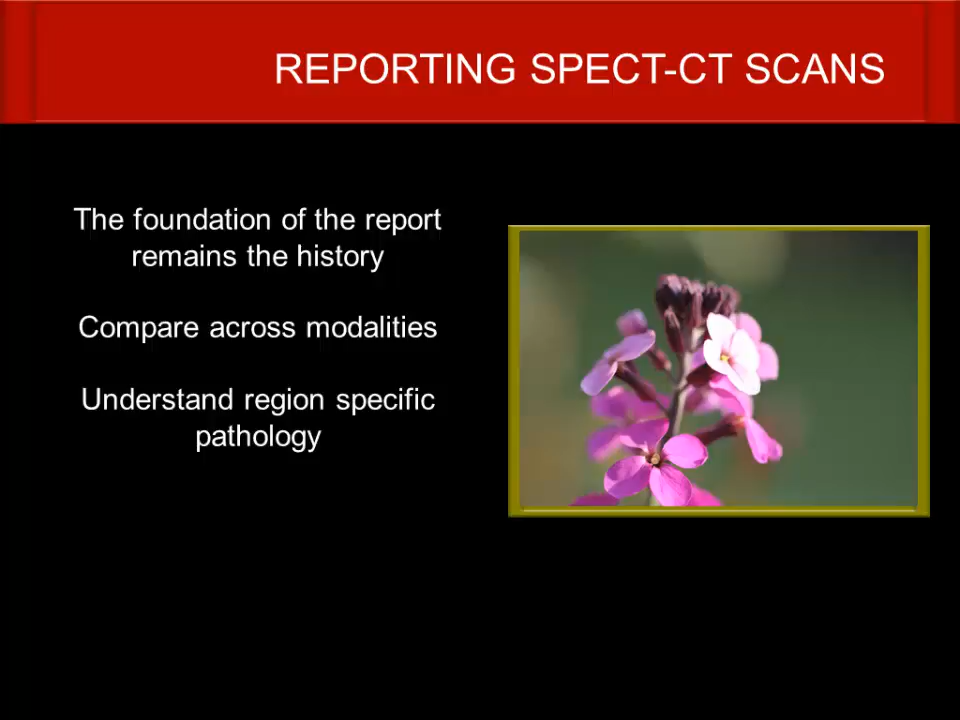 REPORTING SPECT-CT SCANS
The foundation of the report
remains the history
Compare across modalities
Understand region specific
pathology